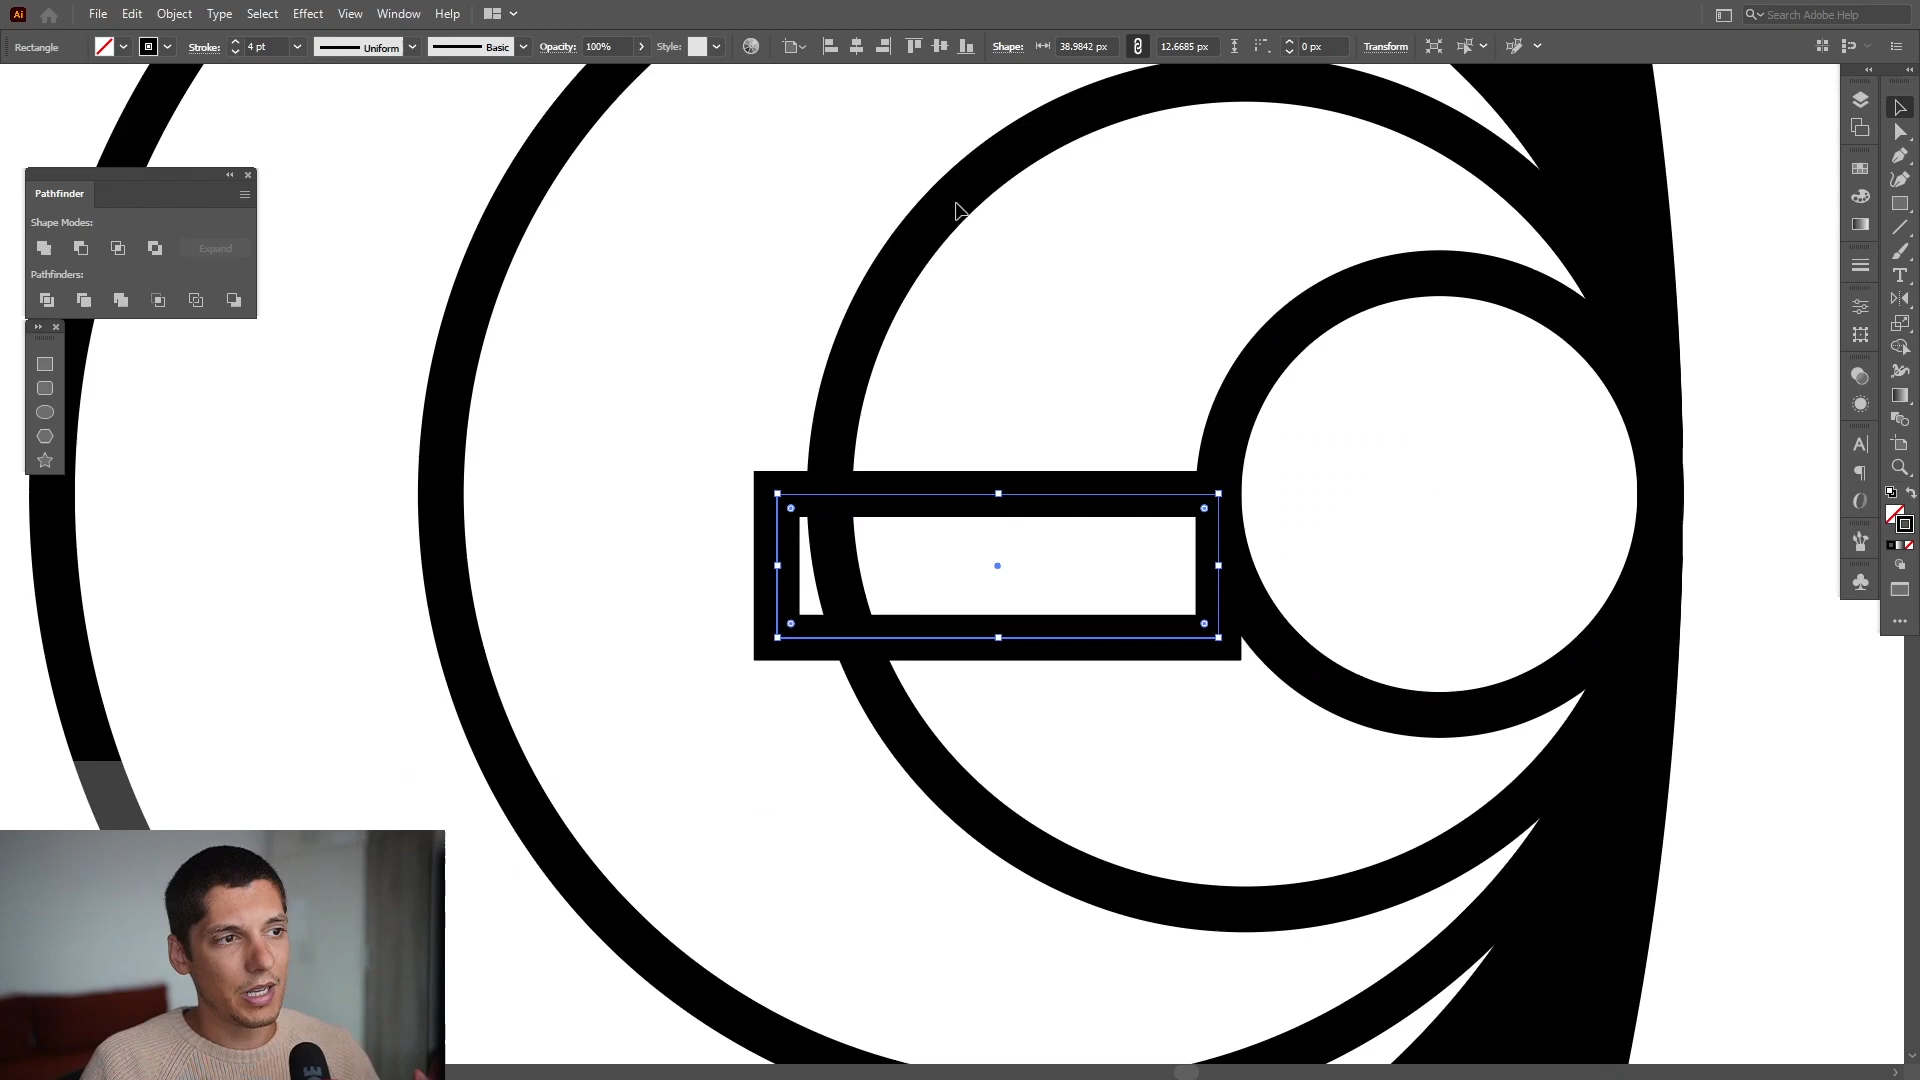 Ai
File Edit Object Type Select Effect View Window Help
Search Adobe Help
Rectangle Stroke: 4 pt Uniform Basic Opacity: 100% Style: Shape: 38.9842 px 12.6685 px 0 px Transform
Pathfinder
Shape Modes:
Expand
Pathfinders: